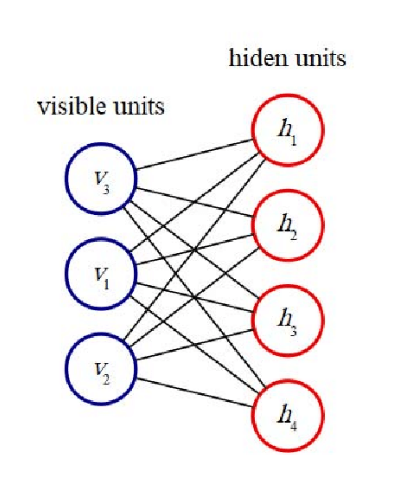 hiden units
visible units
h1
v3
h2
v1
h3
v2
h4